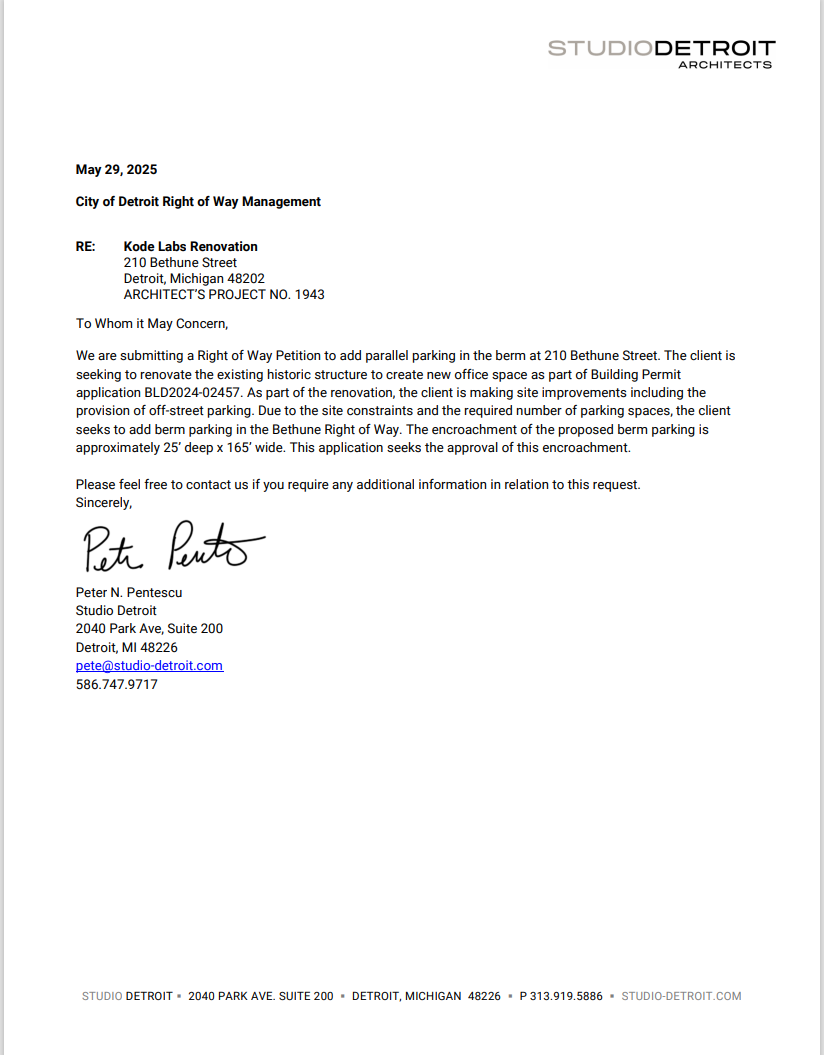 STUDIODETROIT
ARCHITECTS
May 29, 2025
City of Detroit Right of Way Management
RE: Kode Labs Renovation
210 Bethune Street
Detroit, Michigan 48202
ARCHITECT'S PROJECT NO. 1943
To Whom it May Concern,
We are submitting a Right of Way Petition to add parallel parking in the berm at 210 Bethune Street. The client is
seeking to renovate the existing historic structure to create new office space as part of Building Permit
application BLD2024-02457. As part of the renovation, the client is making site improvements including the
provision of off-street parking. Due to the site constraints and the required number of parking spaces, the client
seeks to add berm parking in the Bethune Right of Way. The encroachment of the proposed berm parking is
approximately 25' deep x 165' wide. This application seeks the approval of this encroachment.
Please feel free to contact us if you require any additional information in relation to this request.
Sincerely,
Peter N. Pentescu
Studio Detroit
2040 Park Ave, Suite 200
Detroit, MI 48226
pete@studio-detroit.com
586.747.9717
STUDIO DETROIT ▪ 2040 PARK AVE. SUITE 200 ▪ DETROIT, MICHIGAN 48226 ▪ P 313.919.5886 ▪ STUDIO-DETROIT.COM